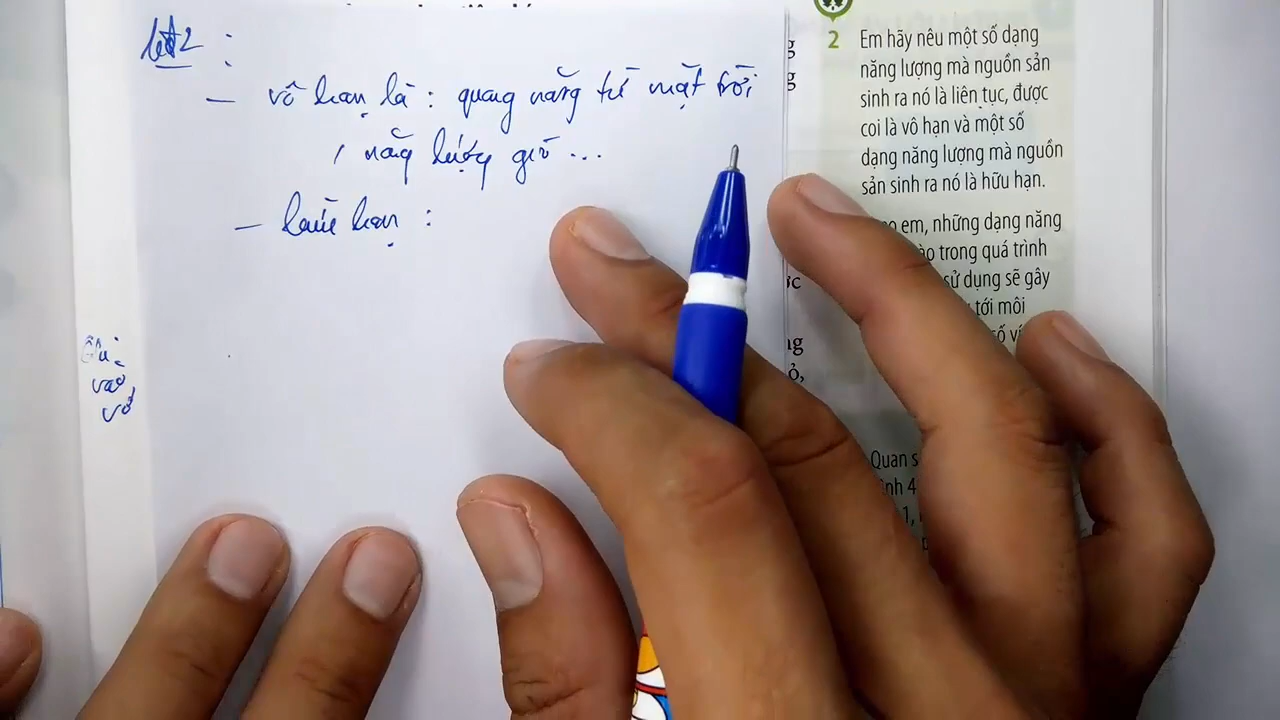 bt2 :
– vô hạn là : quang năng từ mặt trời
, năng lượng gió ...
– hữu hạn :
Ghi
vào
vở
2 Em hãy nêu một số dạng
năng lượng mà nguồn sản
sinh ra nó là liên tục, được
coi là vô hạn và một số
dạng năng lượng mà nguồn
sản sinh ra nó là hữu hạn.
em, những dạng năng
trong quá trình
sử dụng sẽ gây
tới môi
Quan